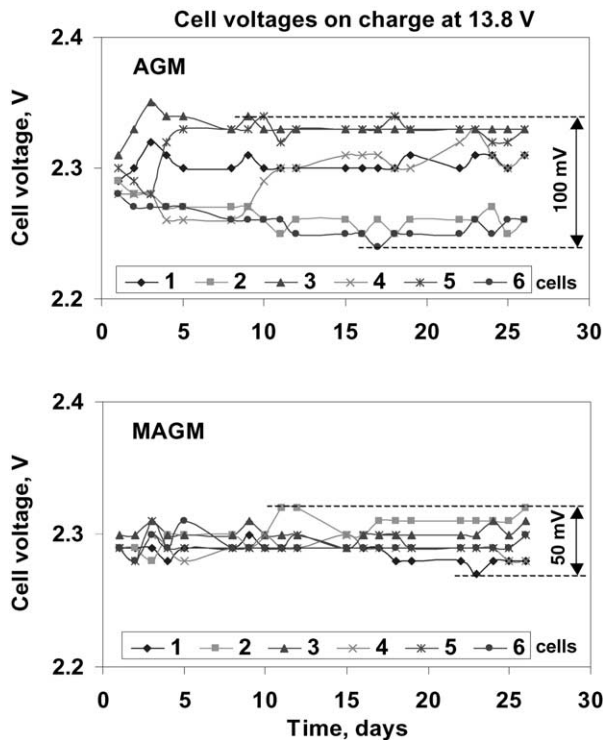 Cell voltages on charge at 13.8 V
2.4
AGM
Cell voltage, V
2.3
100 mV
1 2 3 4 5 6 cells
2.2
0 5 10 15 20 25 30
2.4
MAGM
Cell voltage, V
2.3
50 mV
1 2 3 4 5 6 cells
2.2
0 5 10 15 20 25 30
Time, days